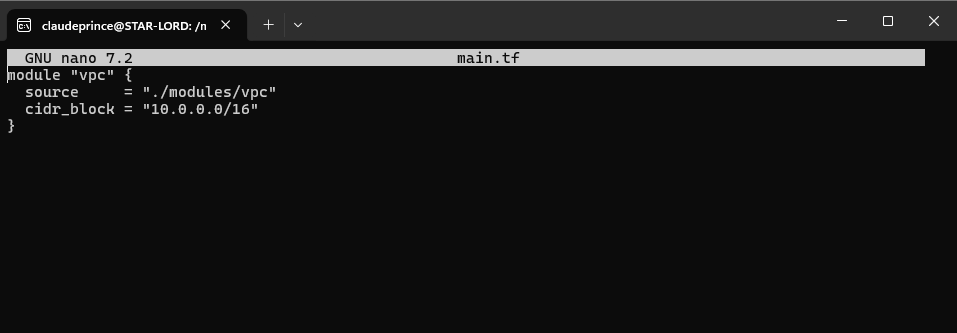 claudeprince@STAR-LORD: /n
GNU nano 7.2 main.tf
module "vpc" {
  source     = "./modules/vpc"
  cidr_block = "10.0.0.0/16"
}